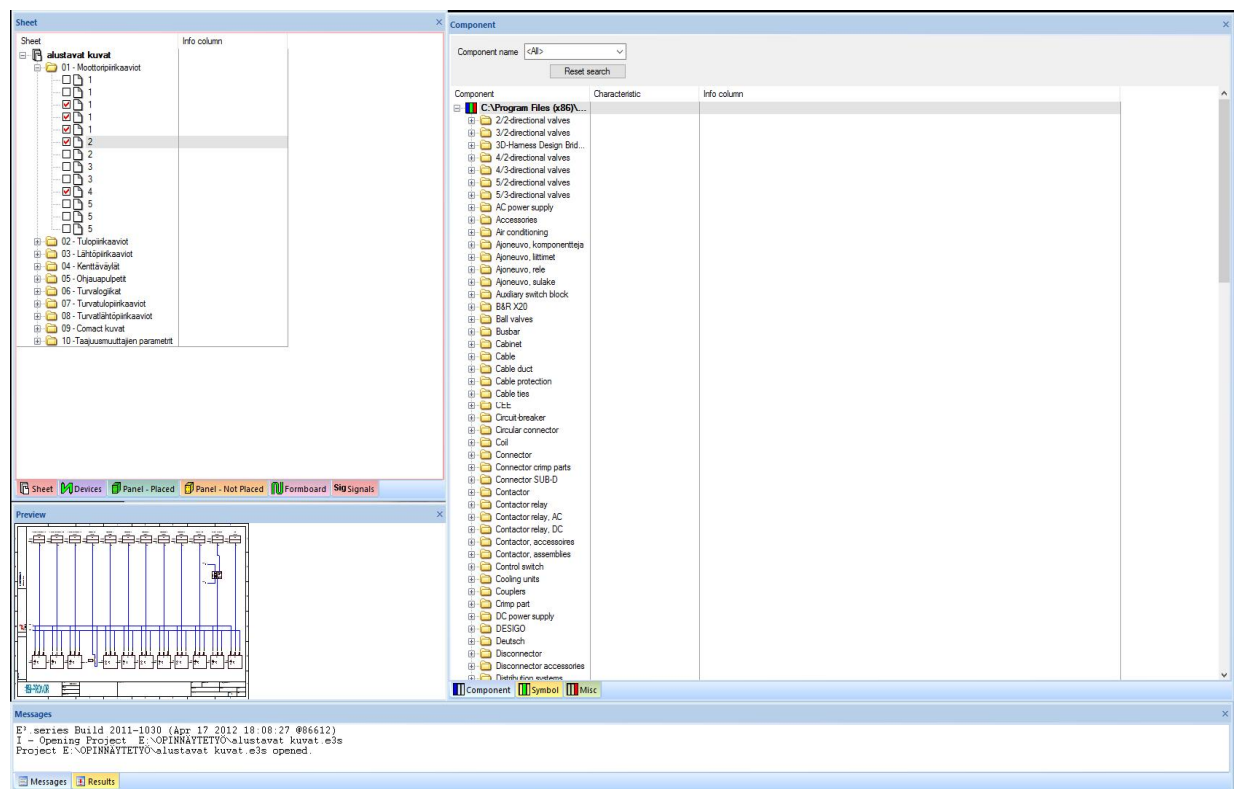 Sheet
Sheet Info column
alustavat kuvat
01 - Moottoripiirikaaviot
1
1
1
1
1
2
2
3
3
4
5
5
5
02 - Tulopiirikaaviot
03 - Lähtöpiirikaaviot
04 - Kenttäväylät
05 - Ohjauapulpetit
06 - Turvalogiikat
07 - Turvatulopiirikaaviot
08 - Turvatlähtöpiirikaaviot
09 - Comact kuvat
10 -Taajuusmuuttajien parametrit
Sheet Devices Panel - Placed Panel - Not Placed Formboard Sig Signals
Preview
Component
Component name <All>
Reset search
Component Characteristic Info column
C:\Program Files (x86)\...
2/2-directional valves
3/2-directional valves
3D-Harness Design Brid...
4/2-directional valves
4/3-directional valves
5/2-directional valves
5/3-directional valves
AC power supply
Accessories
Air conditioning
Ajoneuvo, komponentteja
Ajoneuvo, liittimet
Ajoneuvo, rele
Ajoneuvo, sulake
Auxiliary switch block
B&R X20
Ball valves
Busbar
Cabinet
Cable
Cable duct
Cable protection
Cable ties
CEE
Circuit-breaker
Circular connector
Coil
Connector
Connector crimp parts
Connector SUB-D
Contactor
Contactor relay
Contactor relay, AC
Contactor relay, DC
Contactor, accessoires
Contactor, assemblies
Control switch
Cooling units
Couplers
Crimp part
DC power supply
DESIGO
Deutsch
Disconnector
Disconnector accessories
Distribution systems
Component Symbol Misc
Messages
E³.series Build 2011-1030 (Apr 17 2012 18:08:27 @86612)
I - Opening Project E:\OPINNÄYTETYÖ\alustavat kuvat.e3s
Project E:\OPINNÄYTETYÖ\alustavat kuvat.e3s opened.
Messages Results